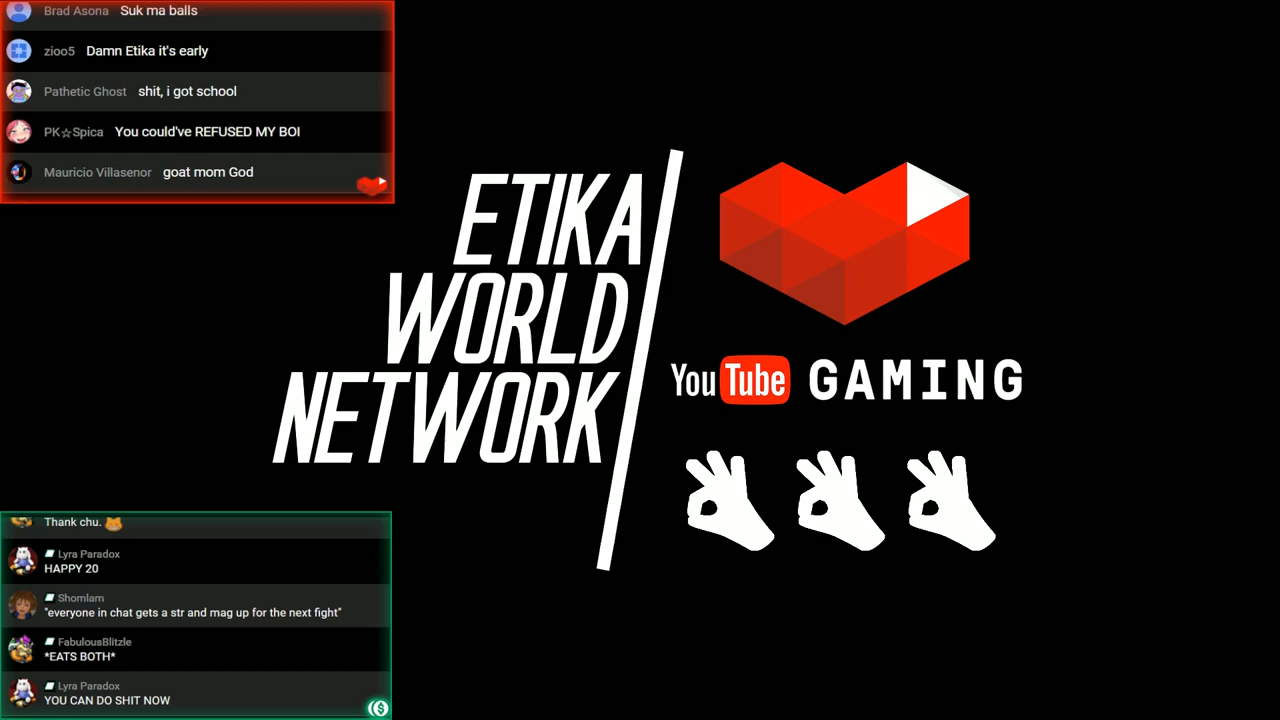 Brad Asona Suk ma balls
zioo5 Damn Etika it's early
Pathetic Ghost shit, i got school
PK☆Spica You could've REFUSED MY BOI
Mauricio Villasenor goat mom God
ETIKA
WORLD
NETWORK
YouTube GAMING
Thank chu.
Lyra Paradox
HAPPY 20
Shomlam
"everyone in chat gets a str and mag up for the next fight"
FabulousBlitzle
*EATS BOTH*
Lyra Paradox
YOU CAN DO SHIT NOW